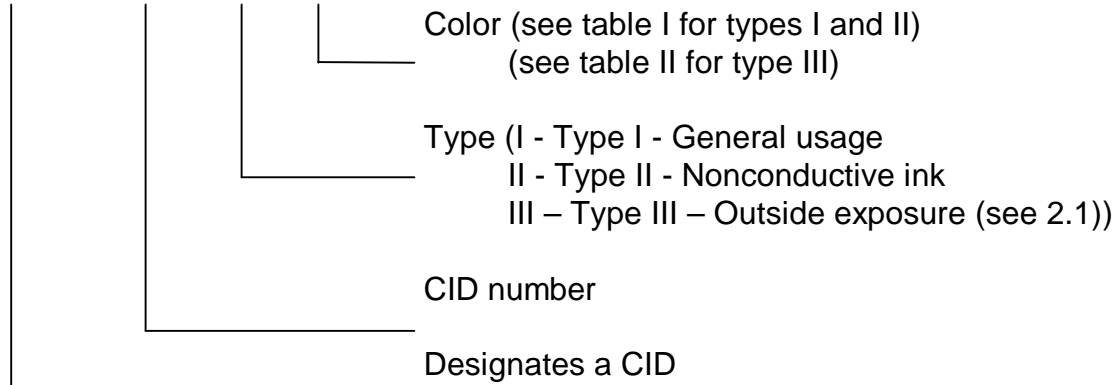 Color (see table I for types I and II)
(see table II for type III)
Type (I - Type I - General usage
II - Type II - Nonconductive ink
III – Type III – Outside exposure (see 2.1))
CID number
Designates a CID